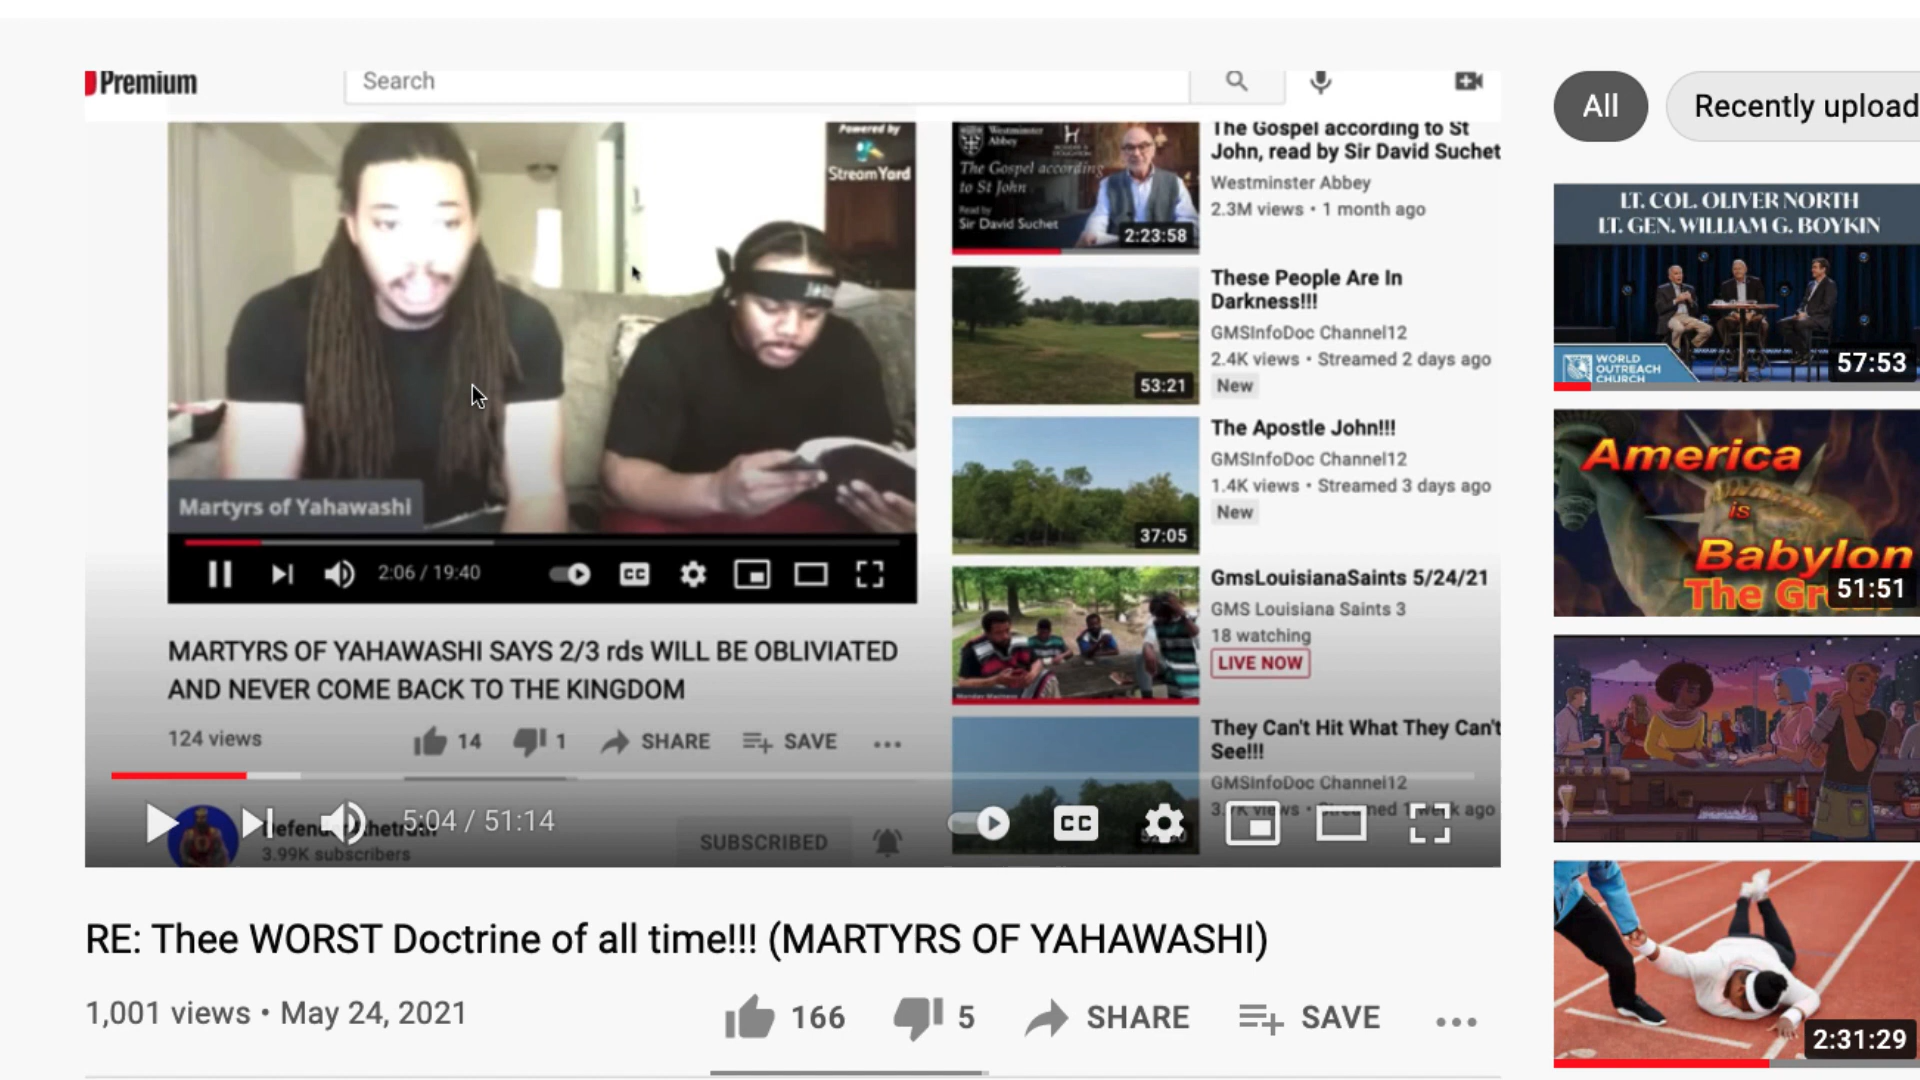 Premium
Search
Powered by
StreamYard
Martyrs of Yahawashi
2:06 / 19:40
CC
MARTYRS OF YAHAWASHI SAYS 2/3 rds WILL BE OBLIVIATED
AND NEVER COME BACK TO THE KINGDOM
124 views
14
1
SHARE
SAVE
3.99K subscribers
SUBSCRIBED
Westminster
Abbey
The Gospel according
to St John
Read by
Sir David Suchet
2:23:58
The Gospel according to St
John, read by Sir David Suchet
Westminster Abbey
2.3M views • 1 month ago
53:21
These People Are In
Darkness!!!
GMSInfoDoc Channel12
2.4K views • Streamed 2 days ago
New
37:05
The Apostle John!!!
GMSInfoDoc Channel12
1.4K views • Streamed 3 days ago
New
GmsLouisianaSaints 5/24/21
GMS Louisiana Saints 3
18 watching
LIVE NOW
They Can't Hit What They Can't
See!!!
GMSInfoDoc Channel12
5:04 / 51:14
CC
RE: Thee WORST Doctrine of all time!!! (MARTYRS OF YAHAWASHI)
1,001 views • May 24, 2021
166
5
SHARE
SAVE
All
Recently upload
LT. COL. OLIVER NORTH
LT. GEN. WILLIAM G. BOYKIN
WORLD
OUTREACH
CHURCH
57:53
America
is
Babylon
The Gr
51:51
2:31:29